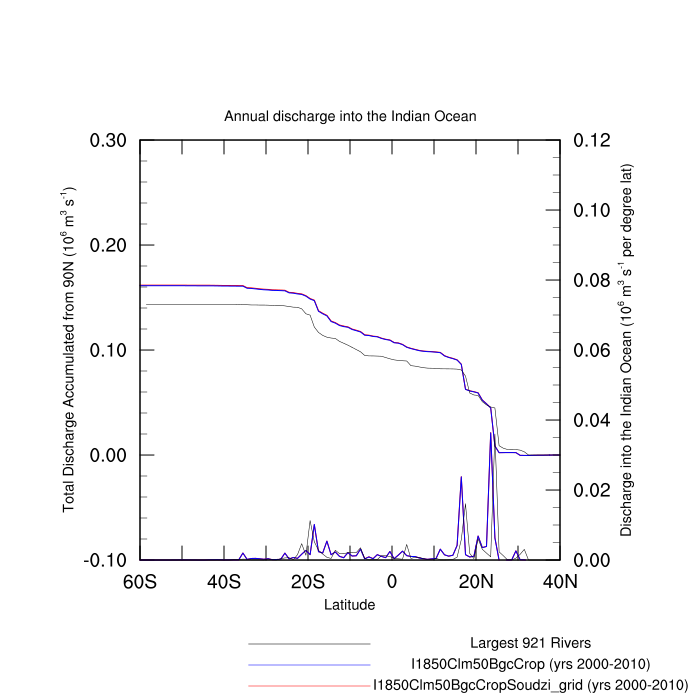 Annual discharge into the Indian Ocean
0.30
0.20
0.10
0.00
-0.10
Total Discharge Accumulated from 90N (10⁶ m³ s⁻¹)
0.12
0.10
0.08
0.06
0.04
0.02
0.00
Discharge into the Indian Ocean (10⁶ m³ s⁻¹ per degree lat)
60S 40S 20S 0 20N 40N
Latitude
Largest 921 Rivers
I1850Clm50BgcCrop (yrs 2000-2010)
I1850Clm50BgcCropSoudzi_grid (yrs 2000-2010)